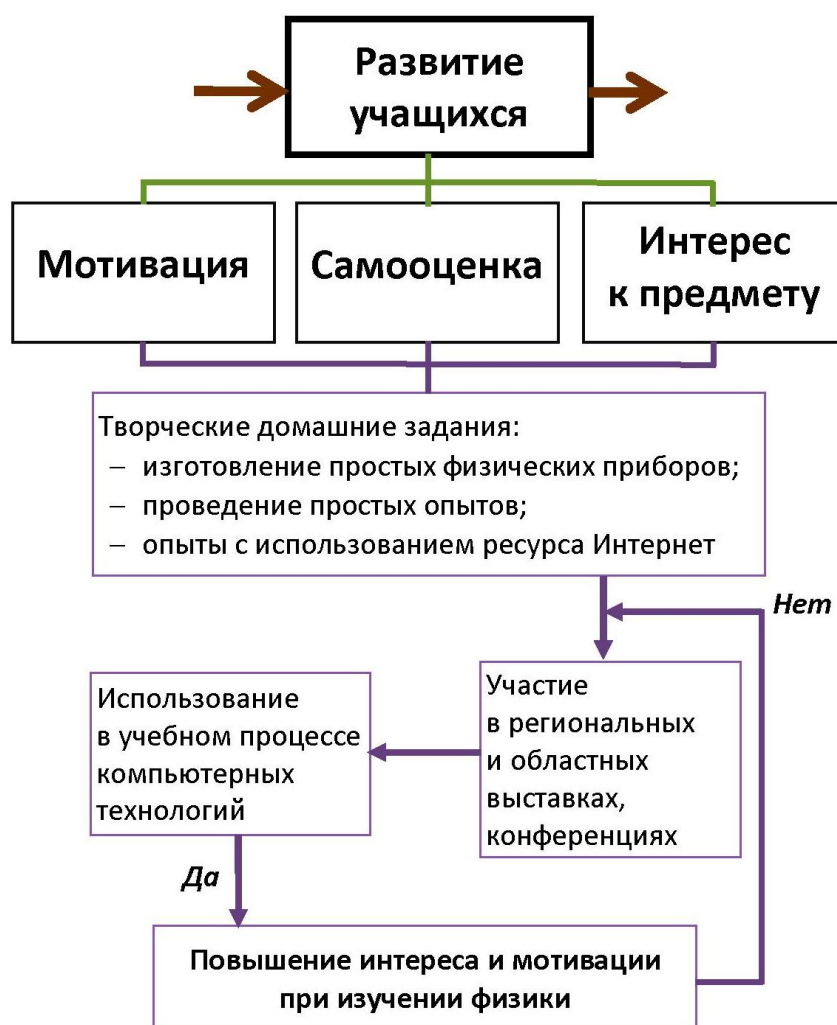 Развитие
учащихся
Мотивация
Самооценка
Интерес
к предмету
Творческие домашние задания:
– изготовление простых физических приборов;
– проведение простых опытов;
– опыты с использованием ресурса Интернет
Нет
Использование
в учебном процессе
компьютерных
технологий
Участие
в региональных
и областных
выставках,
конференциях
Да
Повышение интереса и мотивации
при изучении физики